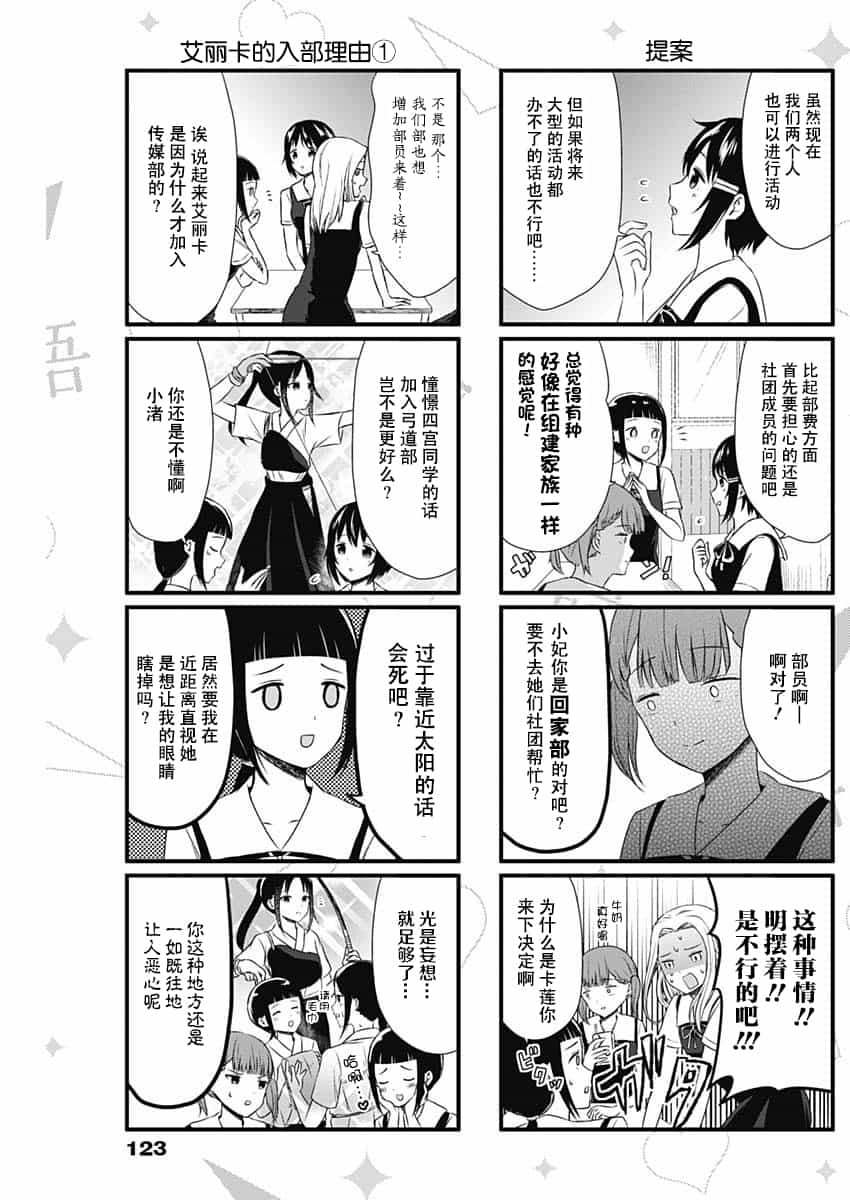 提案
虽然现在
我们两个人
也可以进行活动
但如果将来
大型的活动都
办不了的话也不行吧……
比起部费方面
首先要担心的还是
社团成员的问题吧
总觉得有种
好像在组建家族一样
的感觉呢！
部员啊—
啊对了！
小妃你是回家部的对吧？
要不去她们社团帮忙？
这种事情!!
明摆着!!
是不行的吧!!!
牛奶
真好喝
为什么是卡莲你
来下决定啊
ビクッ
艾丽卡的入部理由①
不是 那个…
我们部也想
增加部员来着~~这样…
诶 说起来艾丽卡
是因为什么才加入
传媒部的？
憧憬四宫同学的话
加入弓道部
岂不是更好么？
你还是不懂啊
小渚
过于靠近太阳的话
会死吧？
居然要我在
近距离直视她
是想让我的眼睛
瞎掉吗？
光是妄想…
就足够了…
请用
毛巾
哈啊…♡
你这种地方还是
一如既往地
让人恶心呢
123